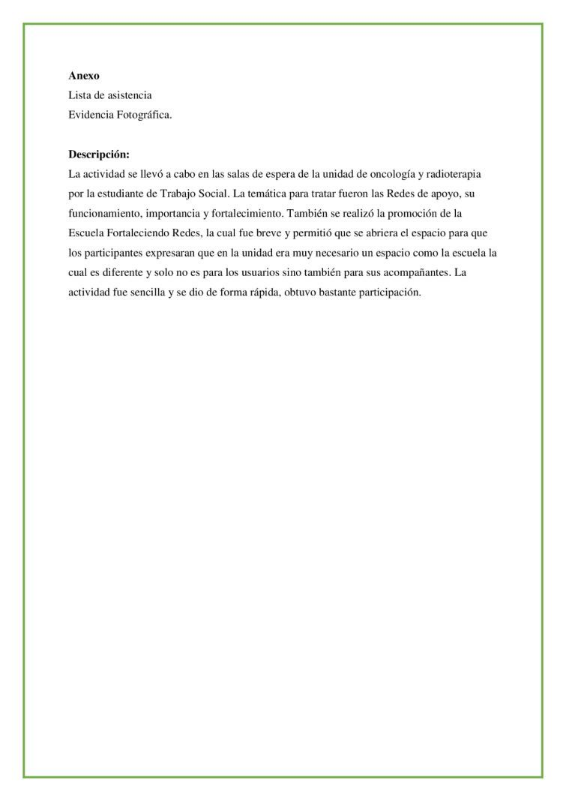 Anexo
Lista de asistencia
Evidencia Fotográfica.
Descripción:
La actividad se llevó a cabo en las salas de espera de la unidad de oncología y radioterapia
por la estudiante de Trabajo Social. La temática para tratar fueron las Redes de apoyo, su
funcionamiento, importancia y fortalecimiento. También se realizó la promoción de la
Escuela Fortaleciendo Redes, la cual fue breve y permitió que se abriera el espacio para que
los participantes expresaran que en la unidad era muy necesario un espacio como la escuela la
cual es diferente y solo no es para los usuarios sino también para sus acompañantes. La
actividad fue sencilla y se dio de forma rápida, obtuvo bastante participación.